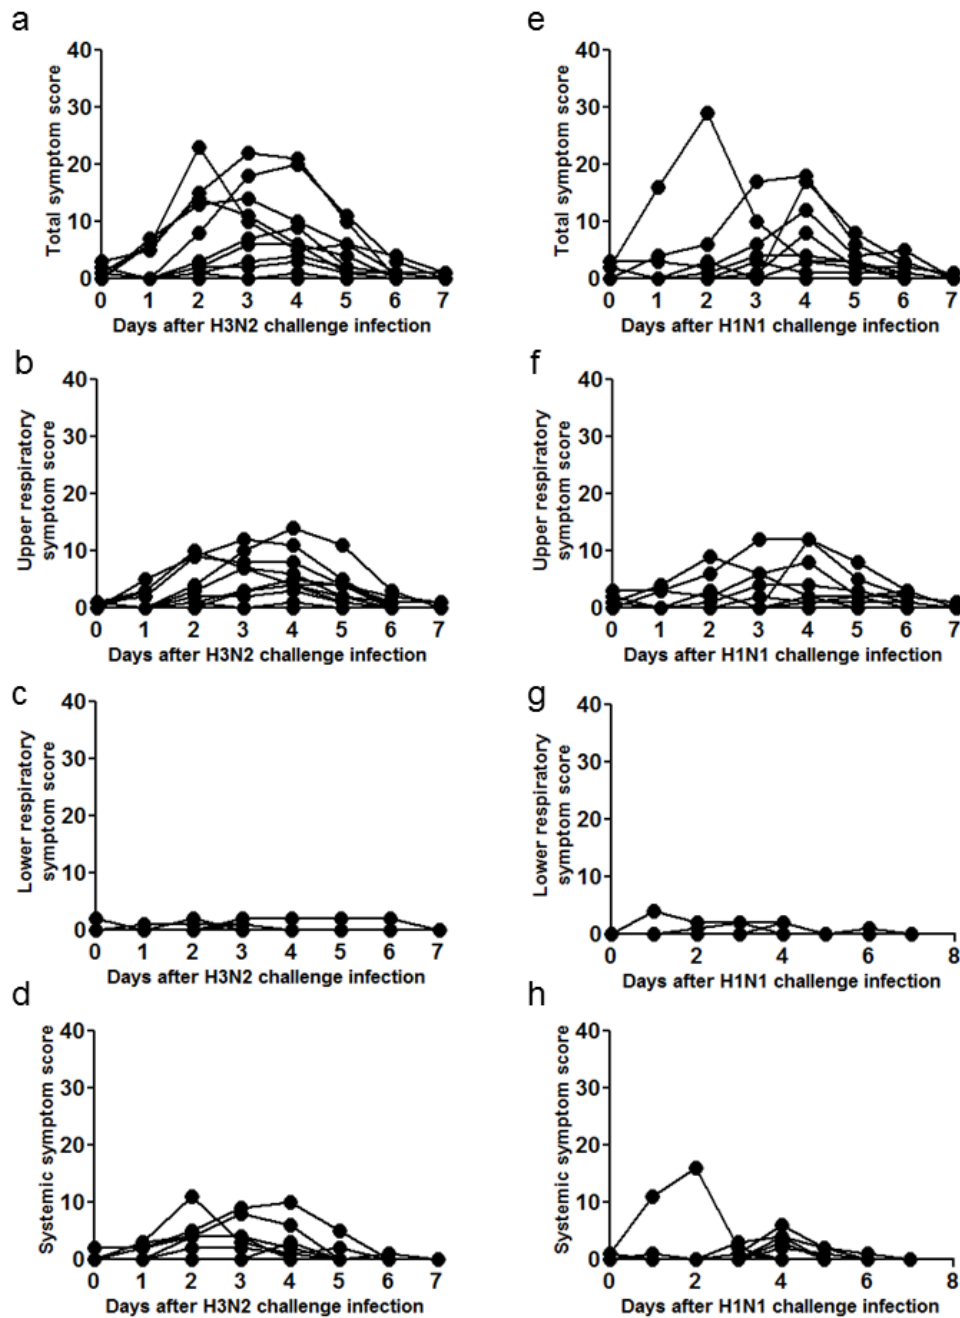 a
Total symptom score
40
30
20
10
0
0 1 2 3 4 5 6 7
Days after H3N2 challenge infection
e
Total symptom score
40
30
20
10
0
0 1 2 3 4 5 6 7
Days after H1N1 challenge infection
b
Upper respiratory
symptom score
40
30
20
10
0
0 1 2 3 4 5 6 7
Days after H3N2 challenge infection
f
Upper respiratory
symptom score
40
30
20
10
0
0 1 2 3 4 5 6 7
Days after H1N1 challenge infection
c
Lower respiratory
symptom score
40
30
20
10
0
0 1 2 3 4 5 6 7
Days after H3N2 challenge infection
g
Lower respiratory
symptom score
40
30
20
10
0
0 2 4 6 8
Days after H1N1 challenge infection
d
Systemic symptom score
40
30
20
10
0
0 1 2 3 4 5 6 7
Days after H3N2 challenge infection
h
Systemic symptom score
40
30
20
10
0
0 2 4 6 8
Days after H1N1 challenge infection